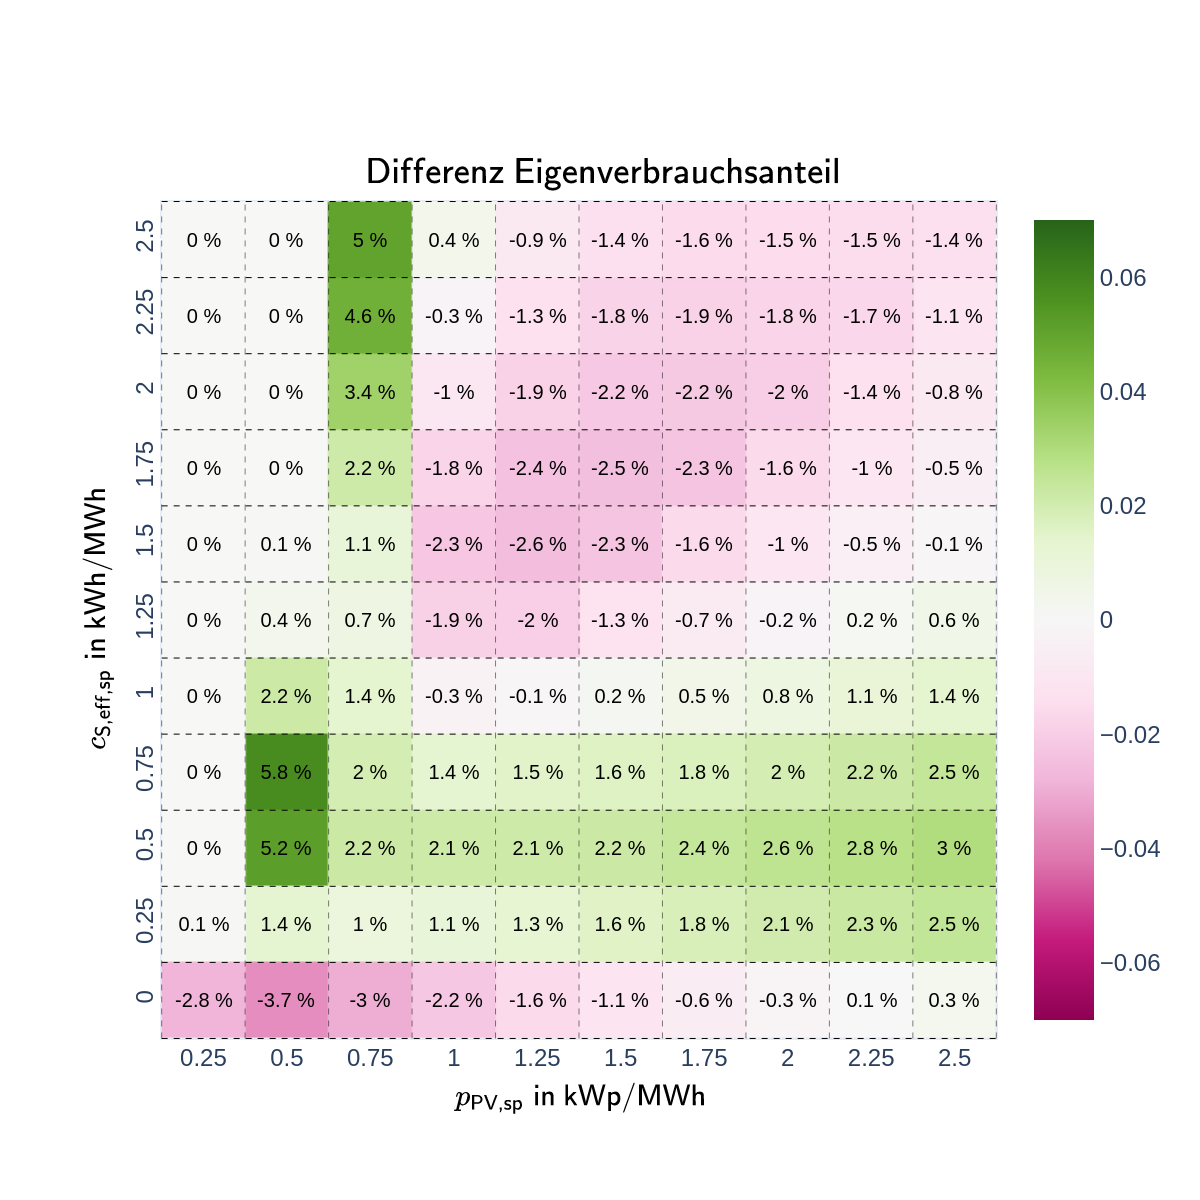 Differenz Eigenverbrauchsanteil
2.5 0 % 0 % 5 % 0.4 % -0.9 % -1.4 % -1.6 % -1.5 % -1.5 % -1.4 %
2.25 0 % 0 % 4.6 % -0.3 % -1.3 % -1.8 % -1.9 % -1.8 % -1.7 % -1.1 %
2 0 % 0 % 3.4 % -1 % -1.9 % -2.2 % -2.2 % -2 % -1.4 % -0.8 %
1.75 0 % 0 % 2.2 % -1.8 % -2.4 % -2.5 % -2.3 % -1.6 % -1 % -0.5 %
1.5 0 % 0.1 % 1.1 % -2.3 % -2.6 % -2.3 % -1.6 % -1 % -0.5 % -0.1 %
1.25 0 % 0.4 % 0.7 % -1.9 % -2 % -1.3 % -0.7 % -0.2 % 0.2 % 0.6 %
1 0 % 2.2 % 1.4 % -0.3 % -0.1 % 0.2 % 0.5 % 0.8 % 1.1 % 1.4 %
0.75 0 % 5.8 % 2 % 1.4 % 1.5 % 1.6 % 1.8 % 2 % 2.2 % 2.5 %
0.5 0 % 5.2 % 2.2 % 2.1 % 2.1 % 2.2 % 2.4 % 2.6 % 2.8 % 3 %
0.25 0.1 % 1.4 % 1 % 1.1 % 1.3 % 1.6 % 1.8 % 2.1 % 2.3 % 2.5 %
0 -2.8 % -3.7 % -3 % -2.2 % -1.6 % -1.1 % -0.6 % -0.3 % 0.1 % 0.3 %
0.25 0.5 0.75 1 1.25 1.5 1.75 2 2.25 2.5
p_PV,sp in kWp/MWh
c_S,eff,sp in kWh/MWh
0.06
0.04
0.02
0
−0.02
−0.04
−0.06